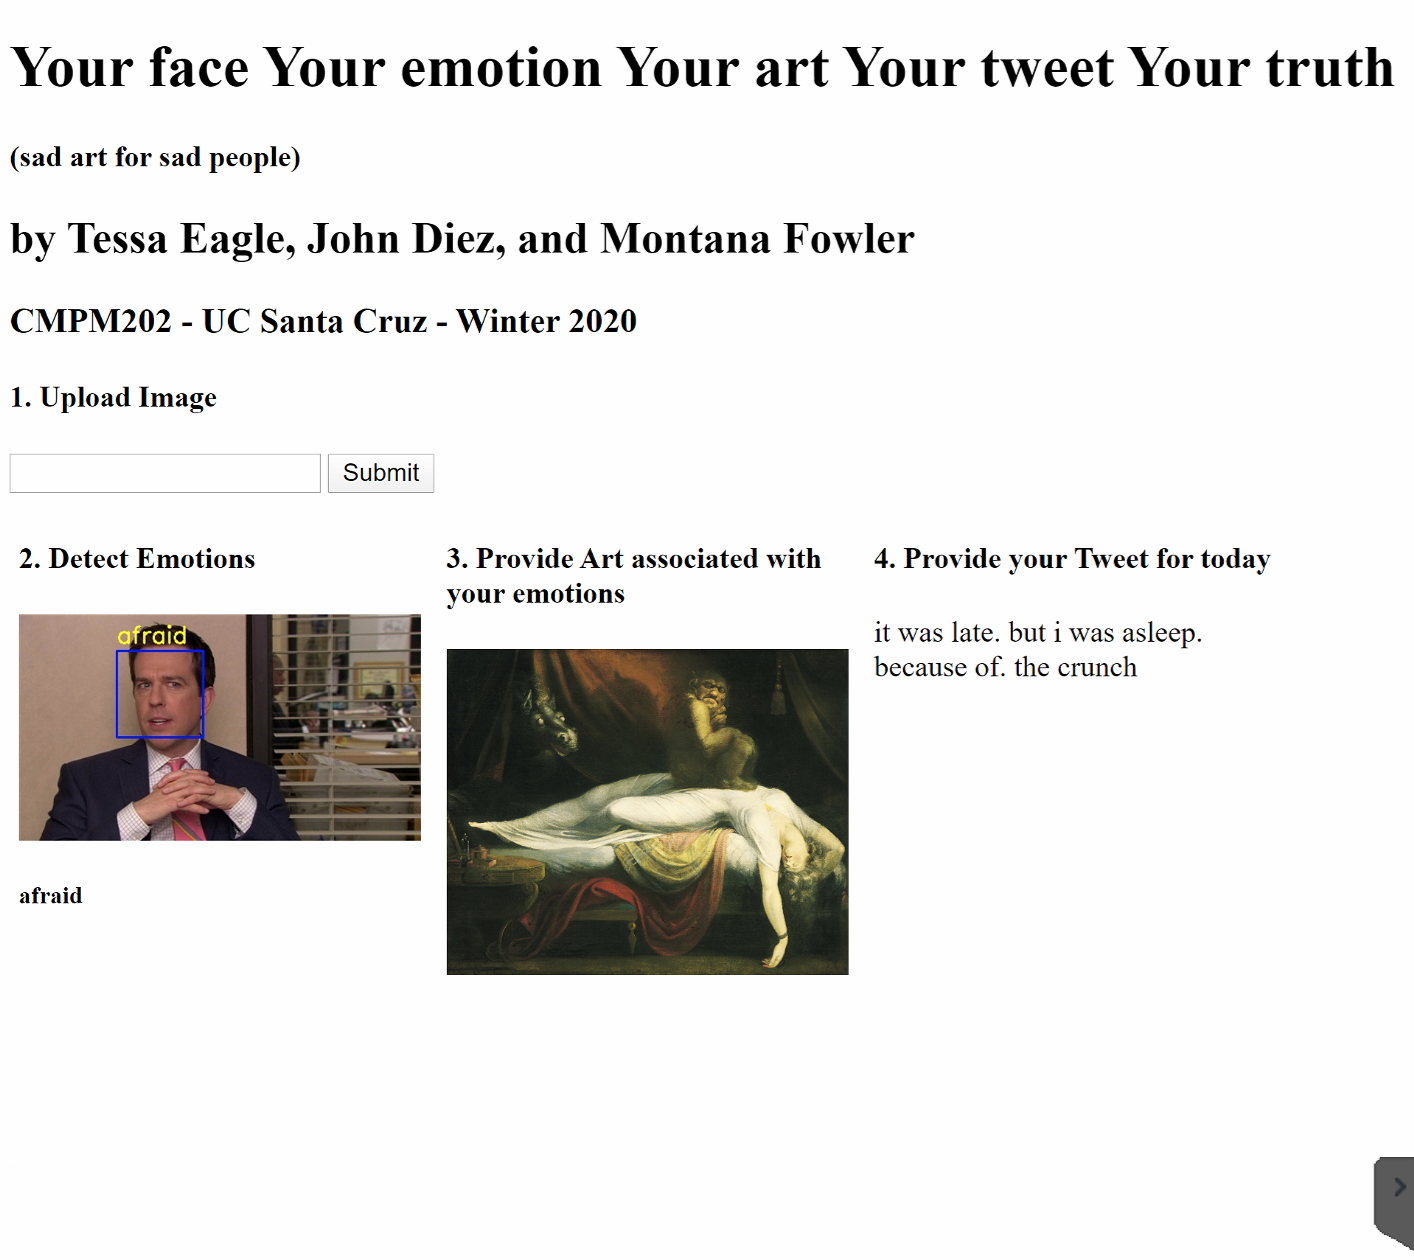 Your face Your emotion Your art Your tweet Your truth
(sad art for sad people)
by Tessa Eagle, John Diez, and Montana Fowler
CMPM202 - UC Santa Cruz - Winter 2020
1. Upload Image
Submit
2. Detect Emotions
afraid
afraid
3. Provide Art associated with
your emotions
4. Provide your Tweet for today
it was late. but i was asleep.
because of. the crunch